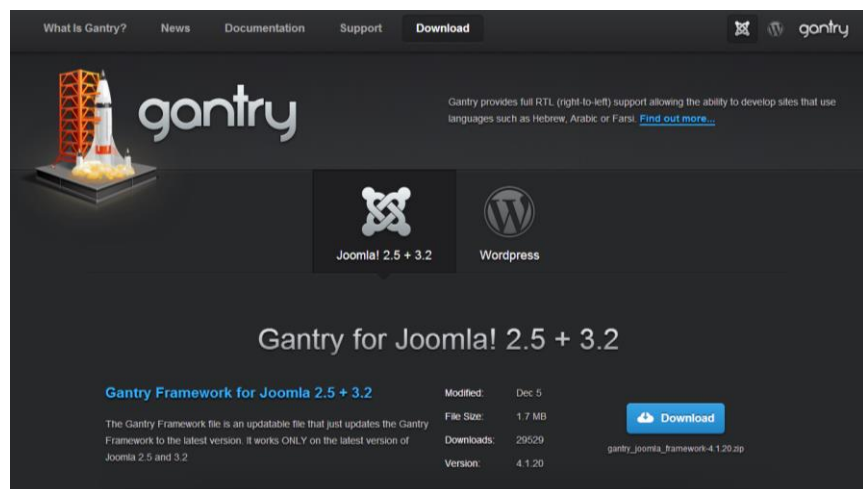 What Is Gantry? News Documentation Support Download gantry
gantry
Gantry provides full RTL (right-to-left) support allowing the ability to develop sites that use
languages such as Hebrew, Arabic or Farsi. Find out more...
Joomla! 2.5 + 3.2 Wordpress
Gantry for Joomla! 2.5 + 3.2
Gantry Framework for Joomla 2.5 + 3.2
The Gantry Framework file is an updatable file that just updates the Gantry
Framework to the latest version. It works ONLY on the latest version of
Joomla 2.5 and 3.2
Modified: Dec 5
File Size: 1.7 MB
Downloads: 29529
Version: 4.1.20
Download
gantry_joomla_framework-4.1.20.zip